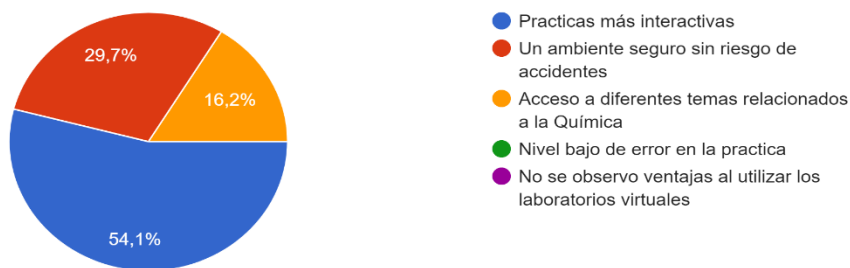 29,7%
16,2%
54,1%
Practicas más interactivas
Un ambiente seguro sin riesgo de
accidentes
Acceso a diferentes temas relacionados
a la Química
Nivel bajo de error en la practica
No se observo ventajas al utilizar los
laboratorios virtuales